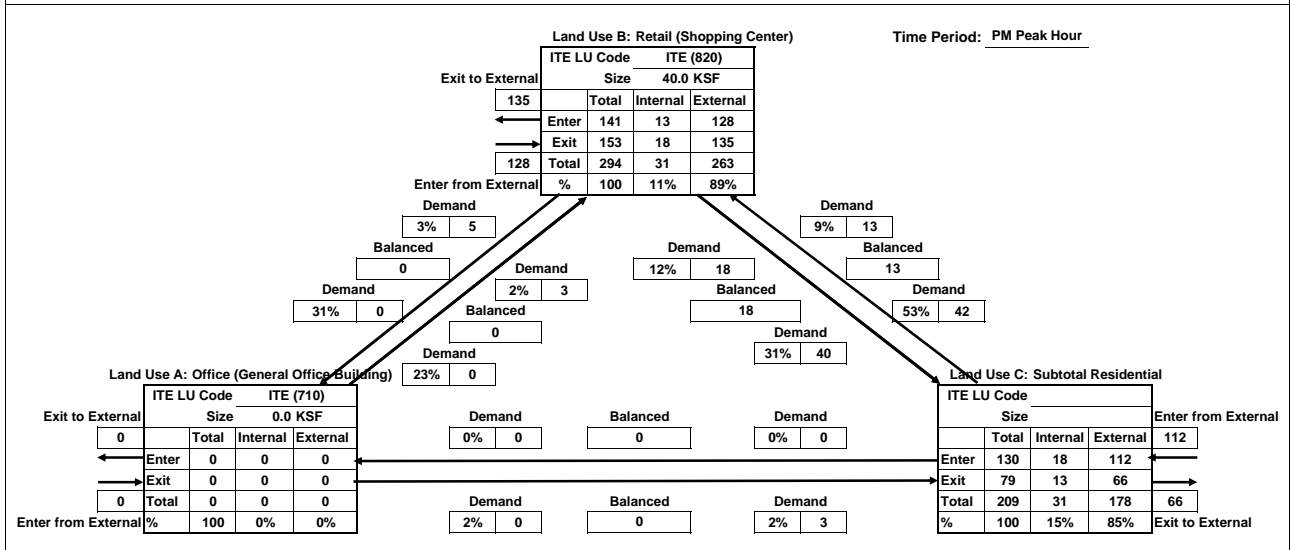 Land Use B: Retail (Shopping Center)
Time Period: PM Peak Hour
ITE LU Code ITE (820)
Exit to External Size 40.0 KSF
135 Total Internal External
Enter 141 13 128
Exit 153 18 135
128 Total 294 31 263
Enter from External % 100 11% 89%
Demand Demand
3% 5 9% 13
Balanced Demand Balanced
0 Demand 12% 18 13
Demand 2% 3 Balanced Demand
31% 0 Balanced 18 53% 42
0 Demand
Demand 31% 40
Land Use A: Office (General Office Building) 23% 0 Land Use C: Subtotal Residential
ITE LU Code ITE (710) ITE LU Code
Exit to External Size 0.0 KSF Demand Balanced Demand Size Enter from External
0 Total Internal External 0% 0 0 0% 0 Total Internal External 112
Enter 0 0 0 Enter 130 18 112
Exit 0 0 0 Exit 79 13 66
0 Total 0 0 0 Demand Balanced Demand Total 209 31 178 66
Enter from External % 100 0% 0% 2% 0 0 2% 3 % 100 15% 85% Exit to External